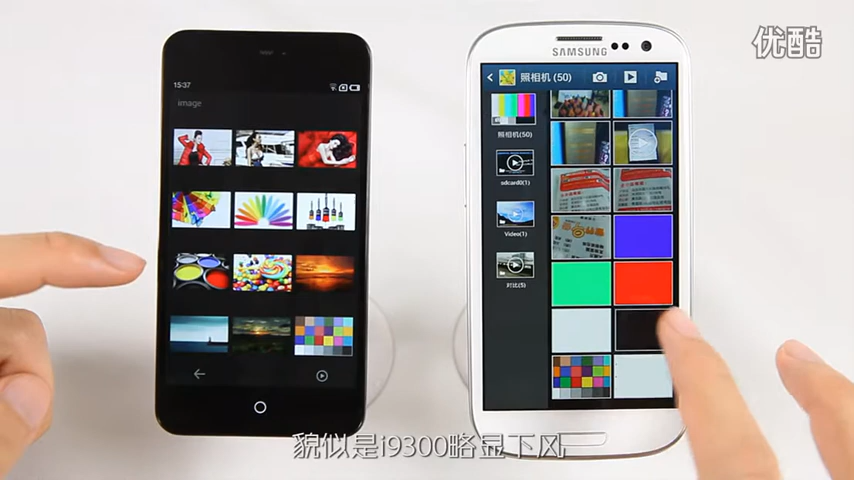 优酷
15:37
image
SAMSUNG
照相机 (50)
照相机(50)
sdcard0(1)
Video(1)
对比(5)
貌似是i9300略显下风